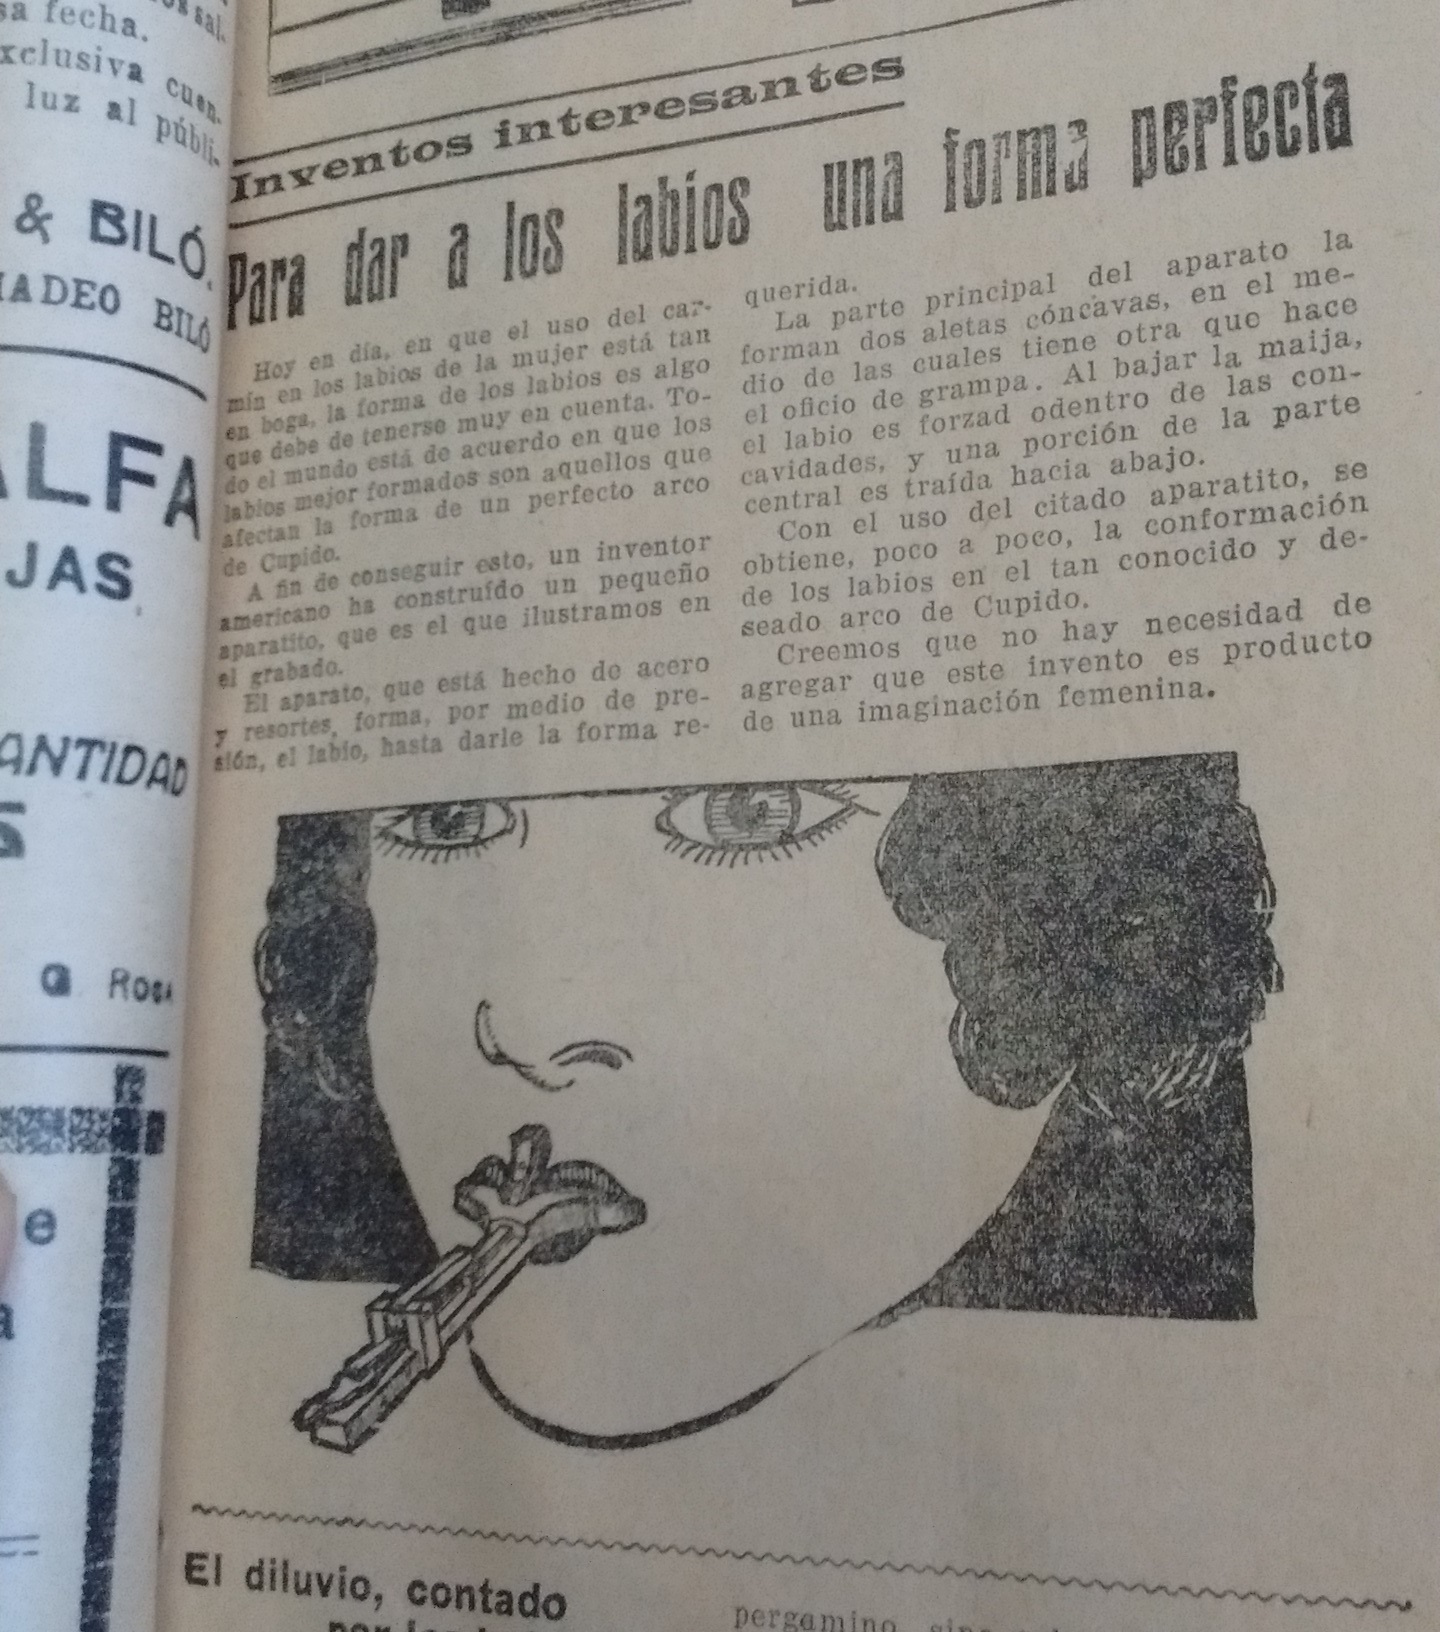 fecha.
xclusiva cuen-
luz al públi-
& BILÓ.
BILÓ
ALFA
JAS.
ANTIDAD
Inventos interesantes
Para dar a los labios una forma perfecta
Hoy en día, en que el uso del car-
mín en los labios de la mujer está tan
en boga, la forma de los labios es algo
que debe de tenerse muy en cuenta. To-
do el mundo está de acuerdo en que los
labios mejor formados son aquellos que
afectan la forma de un perfecto arco
de Cupido.
A fin de conseguir esto, un inventor
americano ha construído un pequeño
aparatito, que es el que ilustramos en
el grabado.
El aparato, que está hecho de acero
y resortes, forma, por medio de pre-
sión, el labio, hasta darle la forma re-
querida.
La parte principal del aparato la
forman dos aletas cóncavas, en el me-
dio de las cuales tiene otra que hace
el oficio de grampa. Al bajar la maija,
el labio es forzad odentro de las con-
cavidades, y una porción de la parte
central es traída hacia abajo.
Con el uso del citado aparatito, se
obtiene, poco a poco, la conformación
de los labios en el tan conocido y de-
seado arco de Cupido.
Creemos que no hay necesidad de
agregar que este invento es producto
de una imaginación femenina.
El diluvio, contado
pergamino